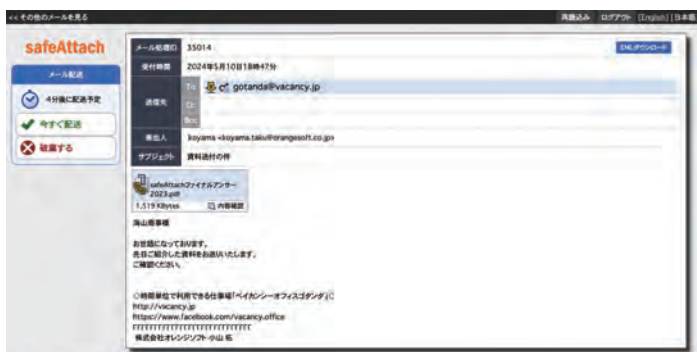 << その他のメールを見る
再読込み ログアウト [English] | 日本語
safeAttach
メール配送
4分後に配送予定
今すぐ配送
破棄する
メール処理ID 35014
EMLダウンロード
受付時間 2024年5月10日18時47分
送信先
To gotanda@vacancy.jp
Cc
Bcc
差出人 koyama <koyama.taku@orangesoft.co.jp>
サブジェクト 資料送付の件
safeAttachファイナルアンサー
2023.pdf
1,519 KBytes 内容確認
海山商事様
お世話になっております。
先日ご紹介した資料をお送りいたします。
ご確認ください。
◇時間単位で利用できる仕事場「ベイカンシーオフィスゴタンダ」◇
http://vacancy.jp
https://www.facebook.com/vacancy.office
株式会社オレンジソフト 小山 拓